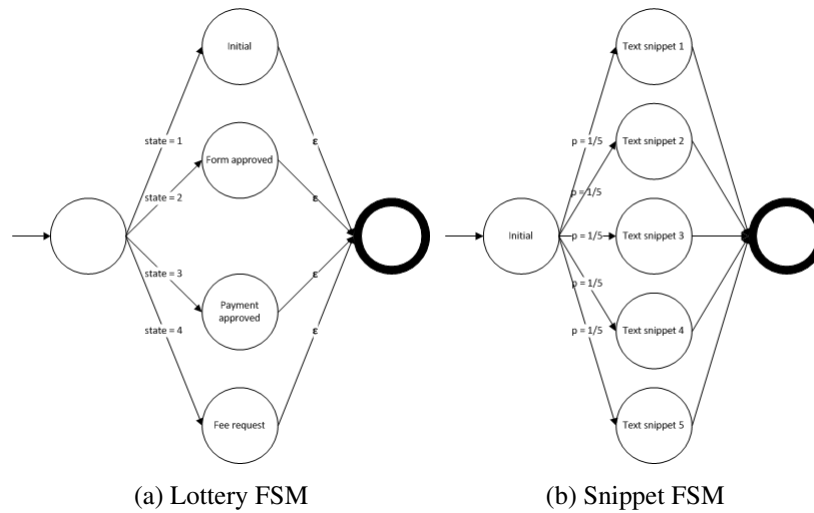 Initial
state = 1
ε
Form approved
state = 2
ε
state = 3
ε
Payment
approved
state = 4
ε
Fee request
(a) Lottery FSM
Text snippet 1
p = 1/5
Text snippet 2
p = 1/5
Initial
p = 1/5
Text snippet 3
p = 1/5
Text snippet 4
p = 1/5
Text snippet 5
(b) Snippet FSM